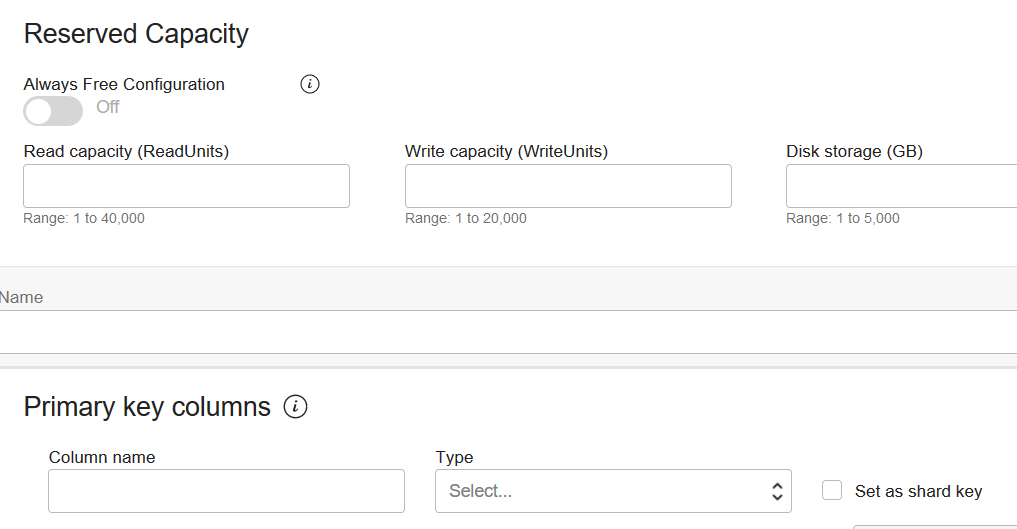 Reserved Capacity
Always Free Configuration
Off
Read capacity (ReadUnits) Write capacity (WriteUnits) Disk storage (GB)
Range: 1 to 40,000 Range: 1 to 20,000 Range: 1 to 5,000
Name
Primary key columns
Column name Type
Select... Set as shard key